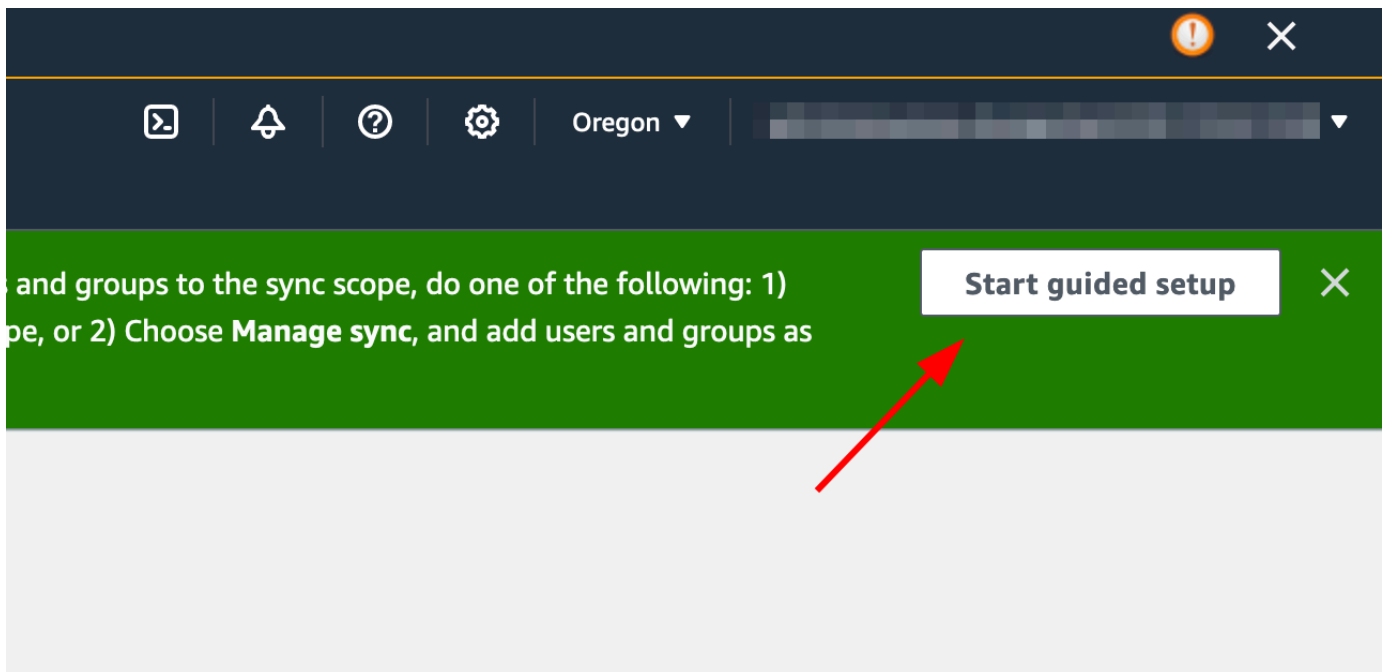 Oregon
and groups to the sync scope, do one of the following: 1)
Start guided setup
pe, or 2) Choose Manage sync, and add users and groups as